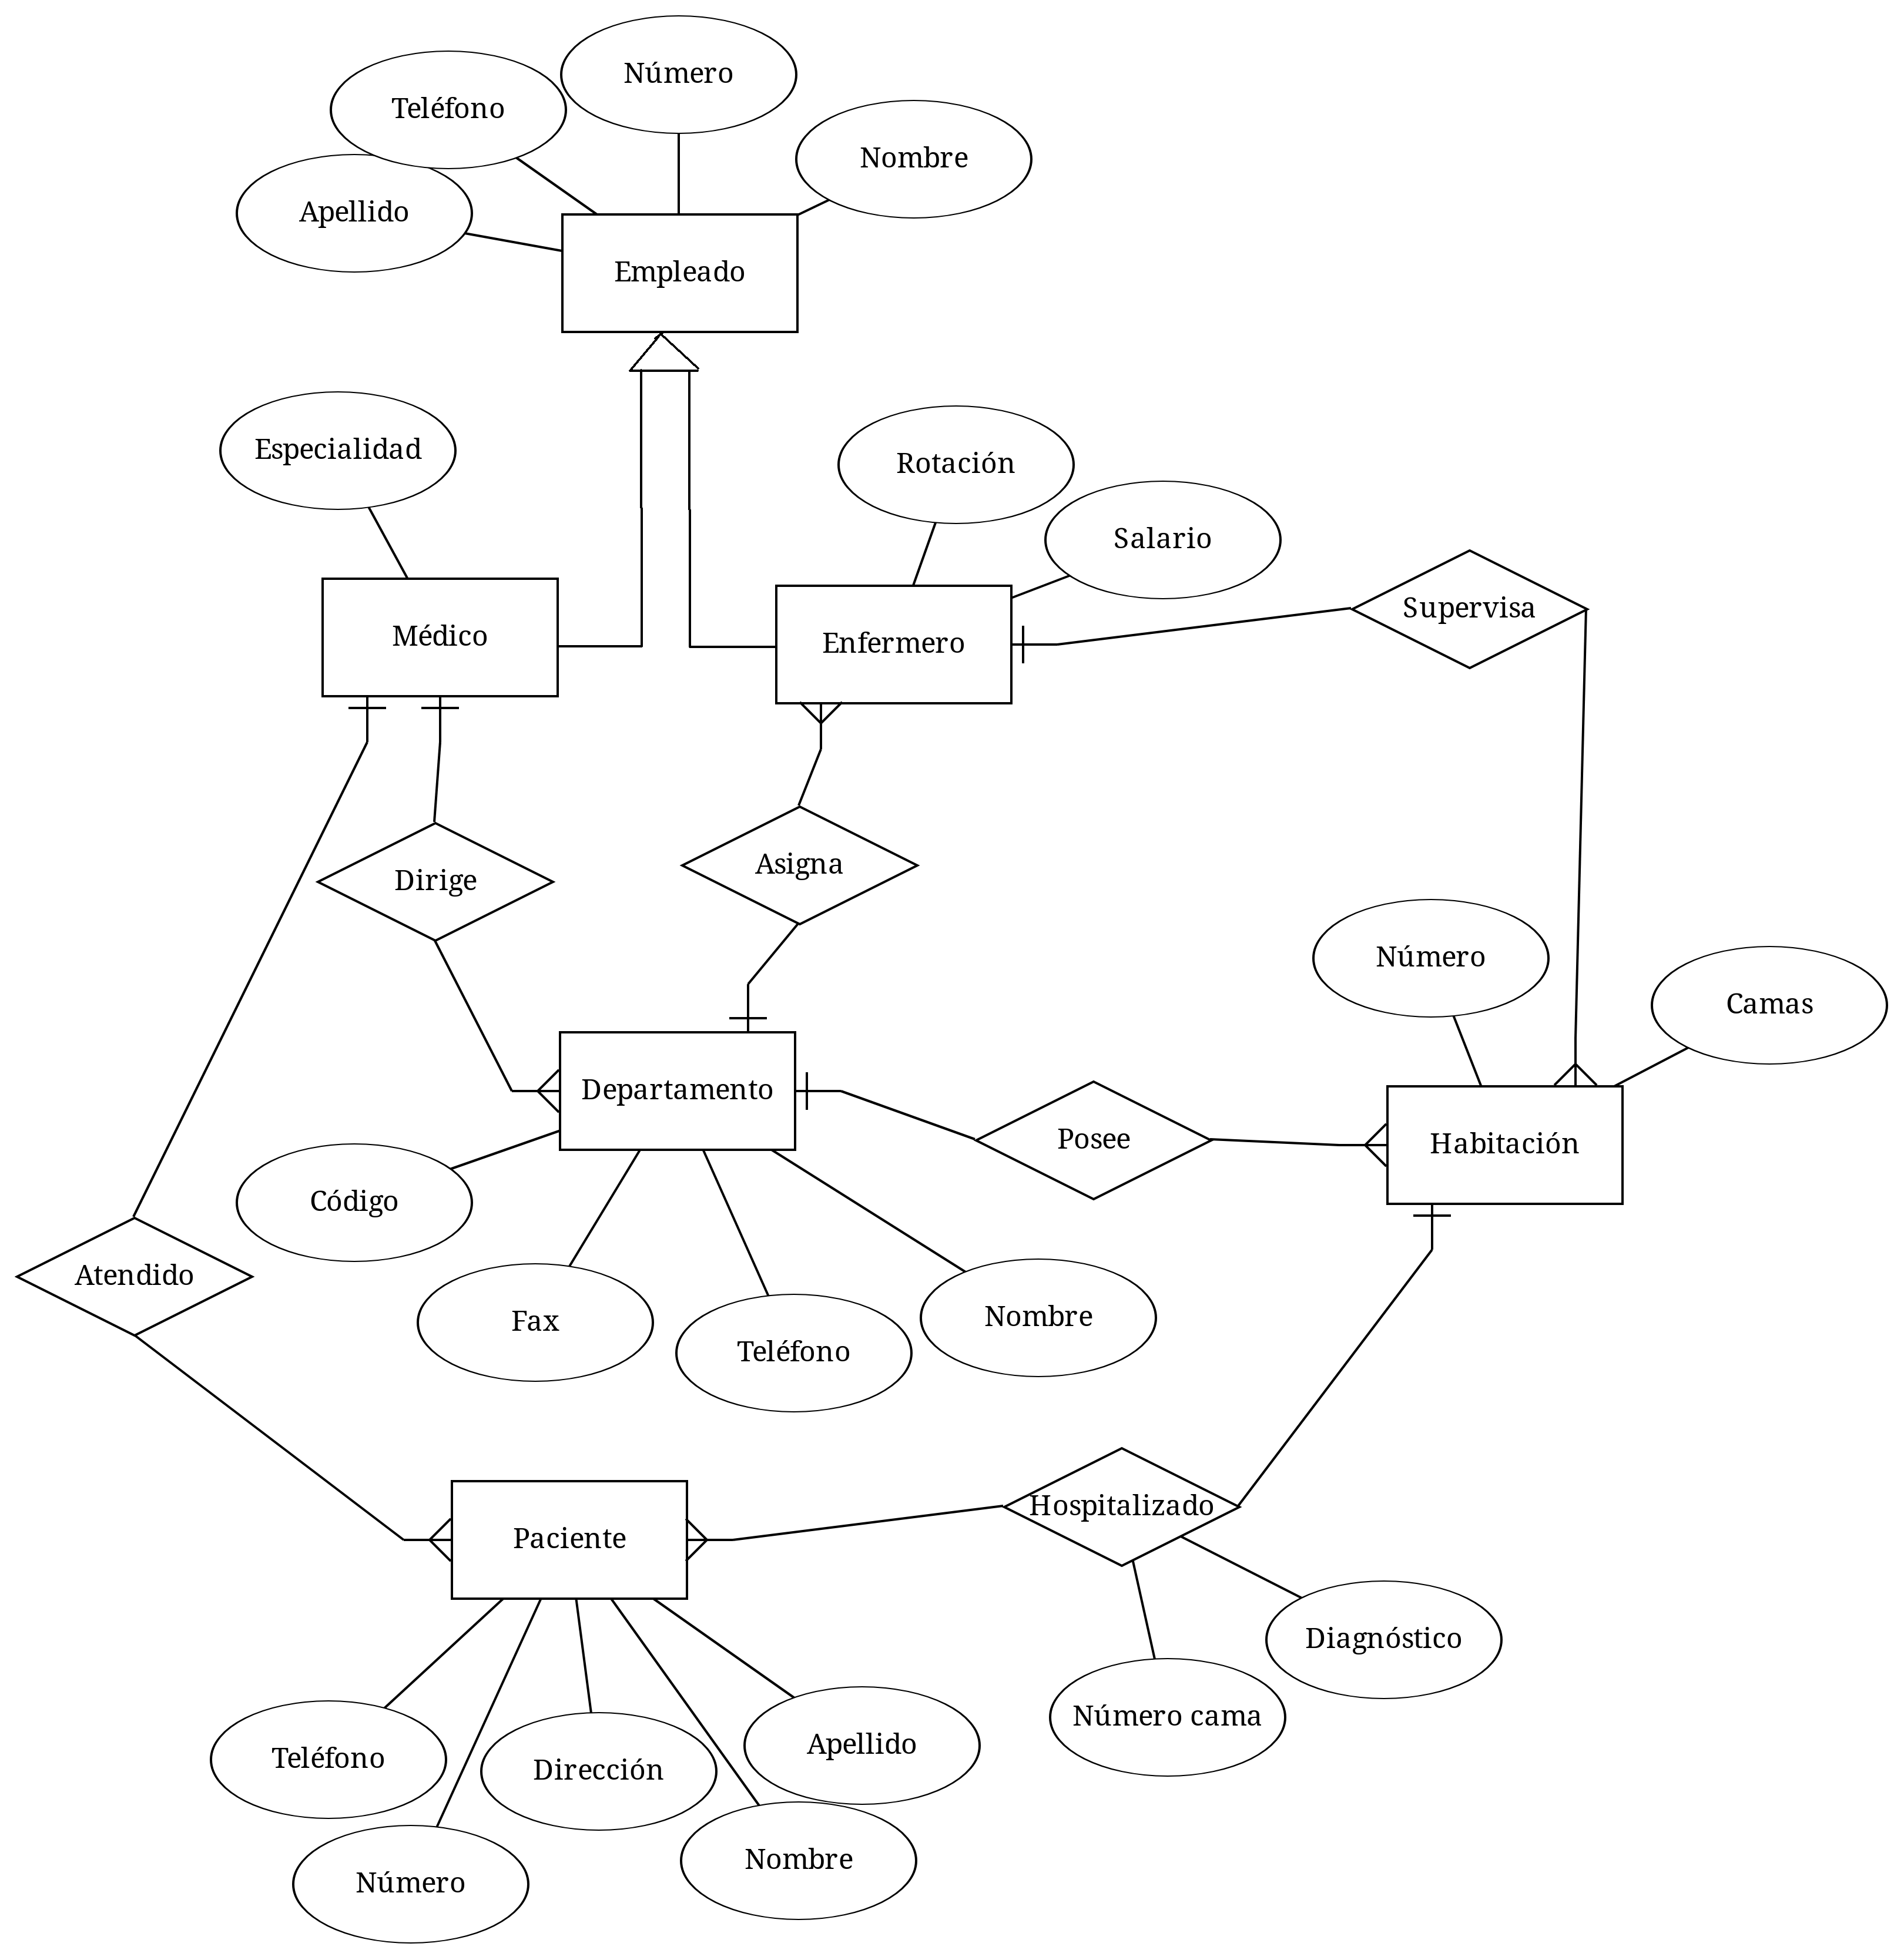 Número
Teléfono
Nombre
Apellido
Empleado
Especialidad
Rotación
Salario
Supervisa
Médico
Enfermero
Asigna
Dirige
Número
Camas
Departamento
Posee
Habitación
Código
Atendido
Nombre
Fax
Teléfono
Hospitalizado
Paciente
Diagnóstico
Número cama
Apellido
Teléfono
Dirección
Nombre
Número